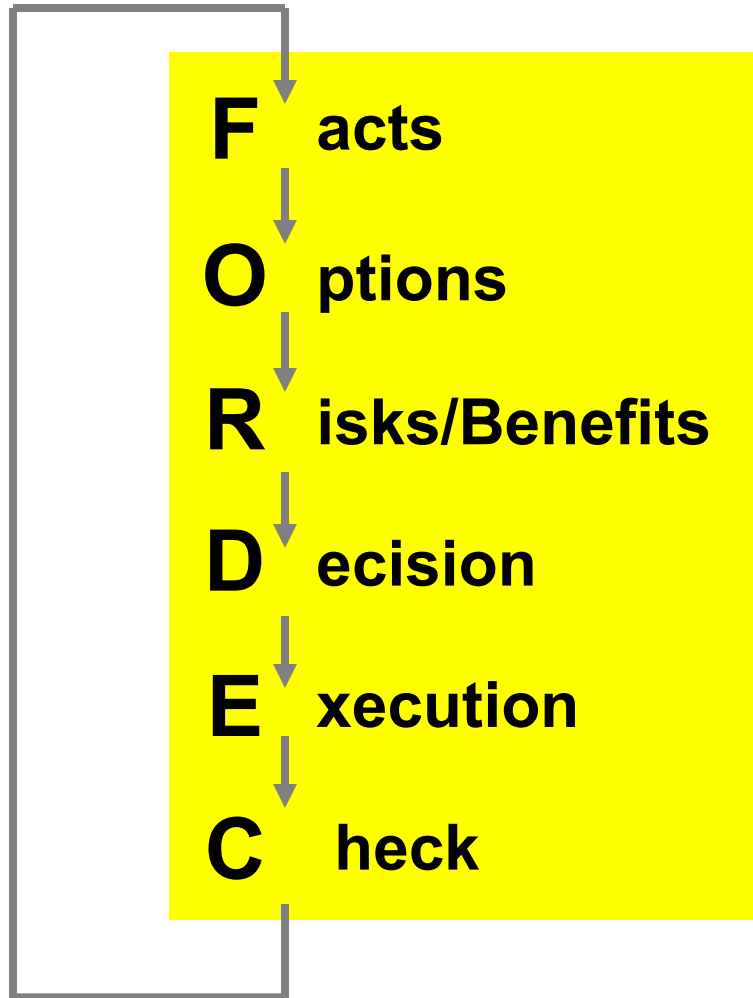 F acts
O ptions
R isks/Benefits
D ecision
E xecution
C heck